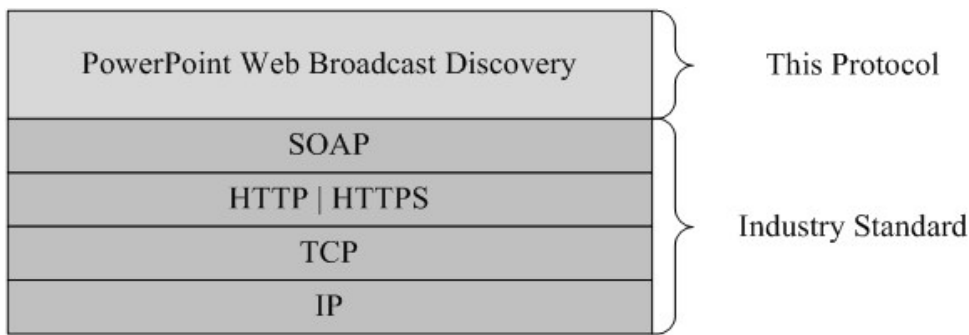 PowerPoint Web Broadcast Discovery
This Protocol
SOAP
HTTP | HTTPS
TCP
IP
Industry Standard